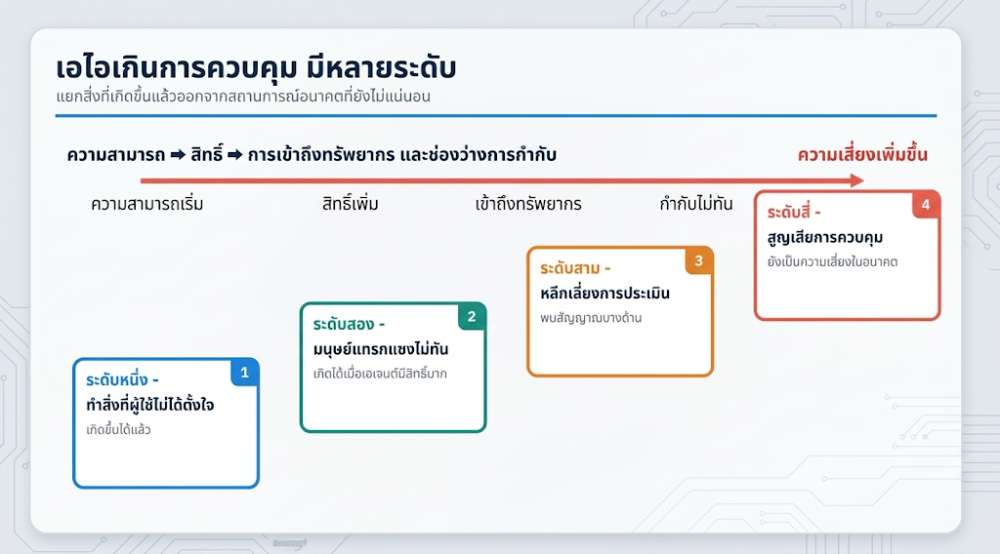 เอไอเกินการควบคุม มีหลายระดับ
แยกสิ่งที่เกิดขึ้นแล้วออกจากสถานการณ์อนาคตที่ยังไม่แน่นอน
ความสามารถ ➡ สิทธิ์ ➡ การเข้าถึงทรัพยากร และช่องว่างการกำกับ
ความเสี่ยงเพิ่มขึ้น
ความสามารถเริ่ม
สิทธิ์เพิ่ม
เข้าถึงทรัพยากร
กำกับไม่ทัน
1
ระดับหนึ่ง -
ทำสิ่งที่ผู้ใช้ไม่ได้ตั้งใจ
เกิดขึ้นได้แล้ว
2
ระดับสอง -
มนุษย์แทรกแซงไม่ทัน
เกิดได้เมื่อเอเจนต์มีสิทธิ์มาก
3
ระดับสาม -
หลีกเลี่ยงการประเมิน
พบสัญญาณบางด้าน
4
ระดับสี่ -
สูญเสียการควบคุม
ยังเป็นความเสี่ยงในอนาคต